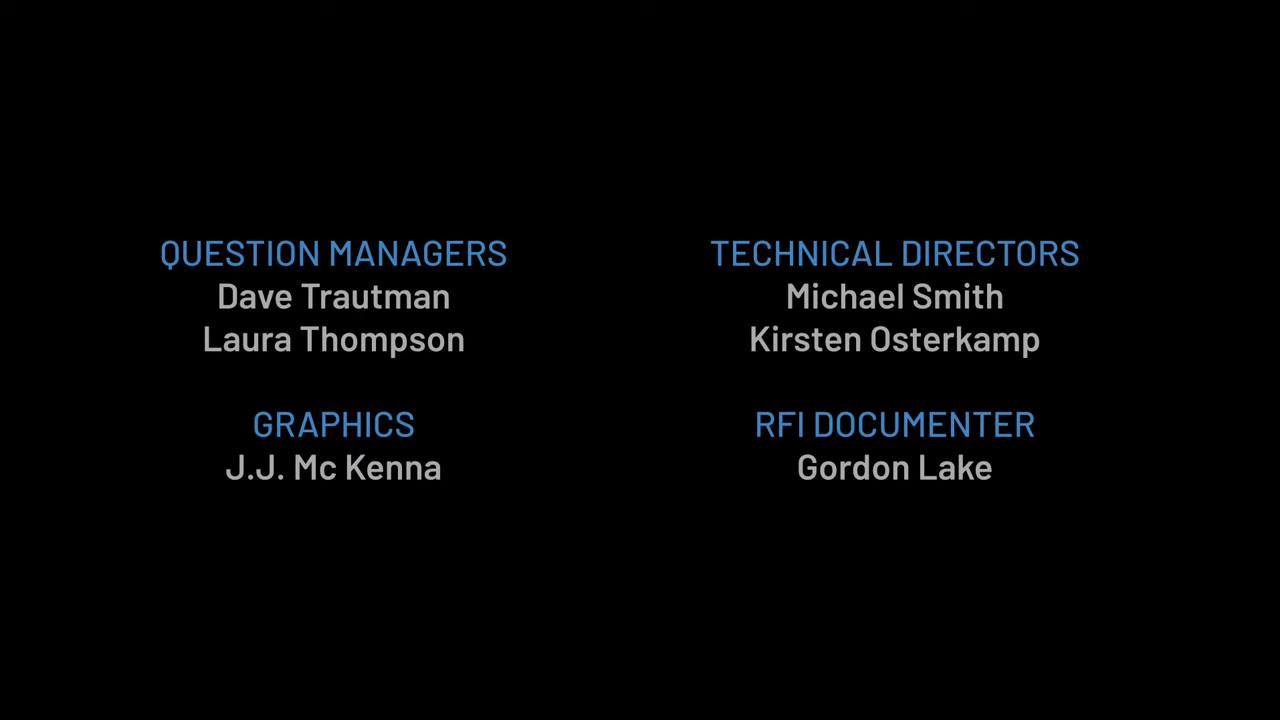 QUESTION MANAGERS
Dave Trautman
Laura Thompson
GRAPHICS
J.J. Mc Kenna
TECHNICAL DIRECTORS
Michael Smith
Kirsten Osterkamp
RFI DOCUMENTER
Gordon Lake